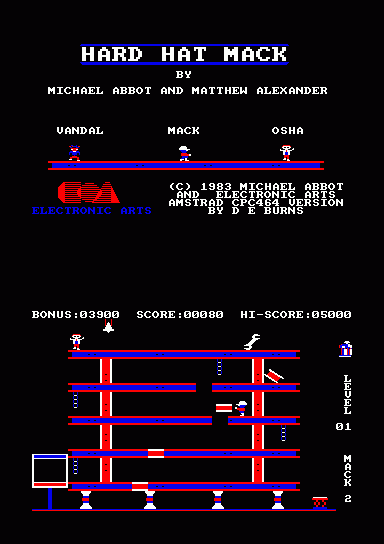 HARD HAT MACK
BY
MICHAEL ABBOT AND MATTHEW ALEXANDER
VANDAL MACK OSHA
(C) 1983 MICHAEL ABBOT
AND ELECTRONIC ARTS
AMSTRAD CPC464 VERSION
BY D E BURNS
ELECTRONIC ARTS
BONUS:03900 SCORE:00080 HI-SCORE:05000
LEVEL
01
MACK
2